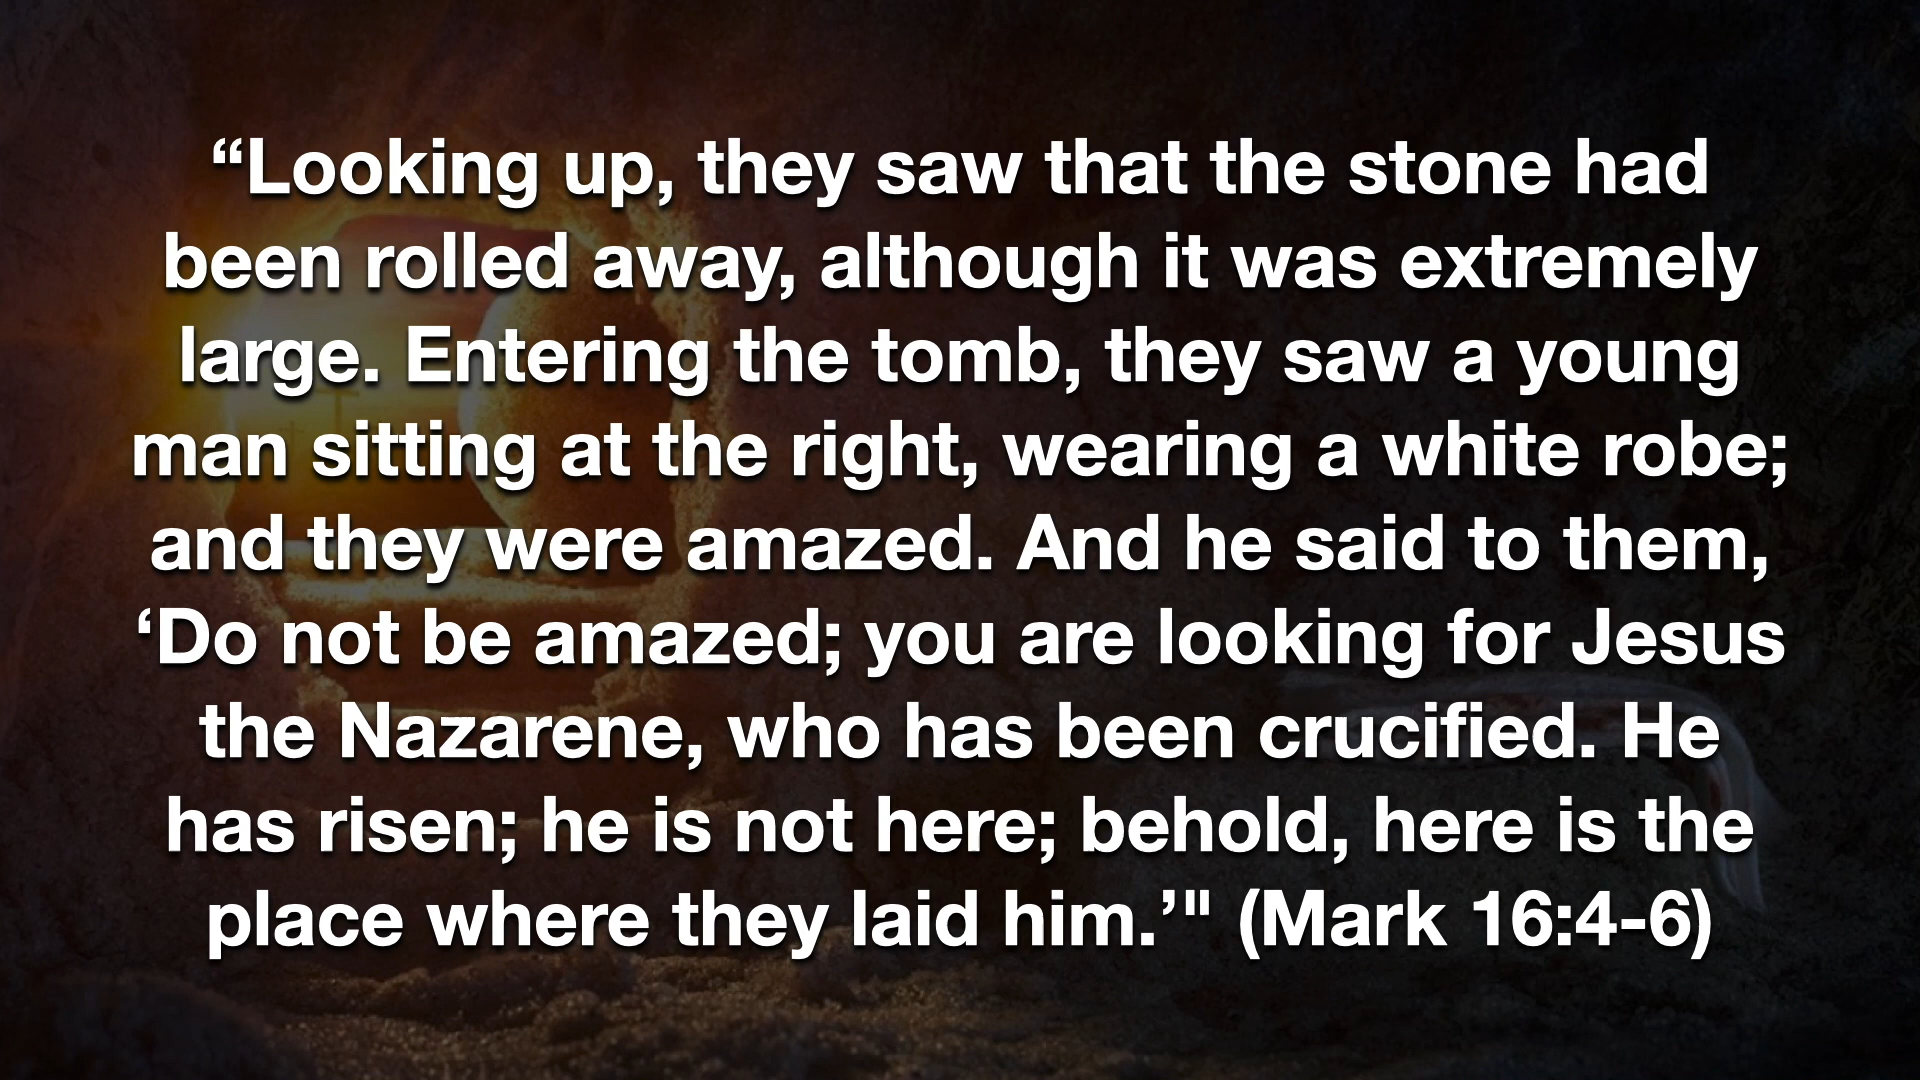 “Looking up, they saw that the stone had
been rolled away, although it was extremely
large. Entering the tomb, they saw a young
man sitting at the right, wearing a white robe;
and they were amazed. And he said to them,
‘Do not be amazed; you are looking for Jesus
the Nazarene, who has been crucified. He
has risen; he is not here; behold, here is the
place where they laid him.’" (Mark 16:4-6)